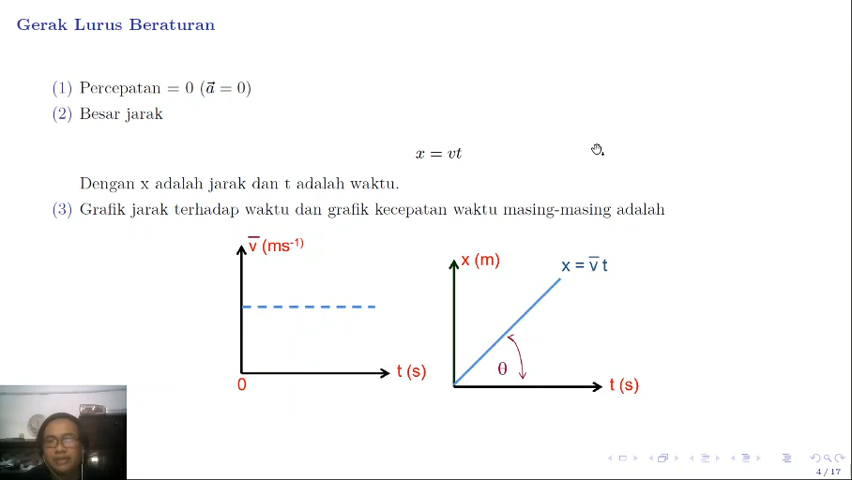 Gerak Lurus Beraturan
(1) Percepatan = 0 (a⃗ = 0)
(2) Besar jarak
x = vt
Dengan x adalah jarak dan t adalah waktu.
(3) Grafik jarak terhadap waktu dan grafik kecepatan waktu masing-masing adalah
v̅ (ms⁻¹)
t (s)
0
x (m)
x = v̅ t
θ
t (s)
4 / 17